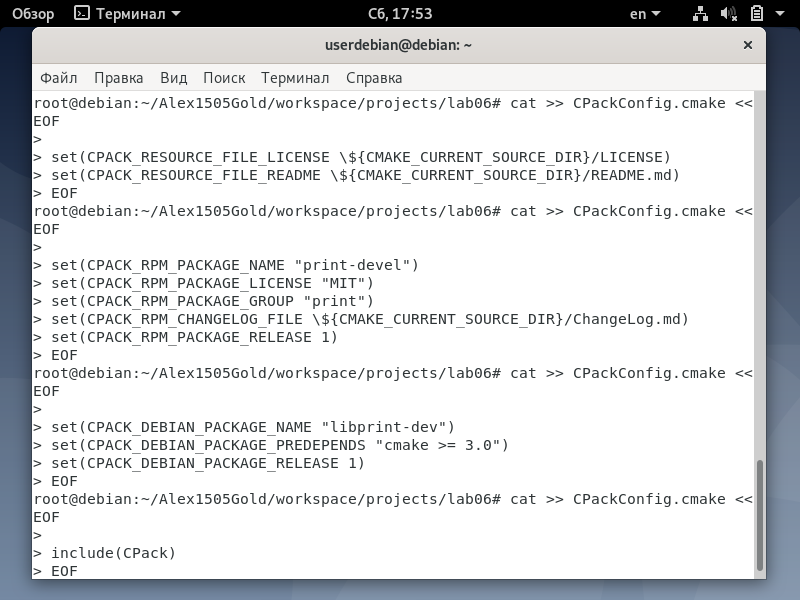 Обзор Терминал Сб, 17:53 en
userdebian@debian: ~ ×
Файл Правка Вид Поиск Терминал Справка
root@debian:~/Alex1505Gold/workspace/projects/lab06# cat >> CPackConfig.cmake <<
EOF
>
> set(CPACK_RESOURCE_FILE_LICENSE \${CMAKE_CURRENT_SOURCE_DIR}/LICENSE)
> set(CPACK_RESOURCE_FILE_README \${CMAKE_CURRENT_SOURCE_DIR}/README.md)
> EOF
root@debian:~/Alex1505Gold/workspace/projects/lab06# cat >> CPackConfig.cmake <<
EOF
>
> set(CPACK_RPM_PACKAGE_NAME "print-devel")
> set(CPACK_RPM_PACKAGE_LICENSE "MIT")
> set(CPACK_RPM_PACKAGE_GROUP "print")
> set(CPACK_RPM_CHANGELOG_FILE \${CMAKE_CURRENT_SOURCE_DIR}/ChangeLog.md)
> set(CPACK_RPM_PACKAGE_RELEASE 1)
> EOF
root@debian:~/Alex1505Gold/workspace/projects/lab06# cat >> CPackConfig.cmake <<
EOF
>
> set(CPACK_DEBIAN_PACKAGE_NAME "libprint-dev")
> set(CPACK_DEBIAN_PACKAGE_PREDEPENDS "cmake >= 3.0")
> set(CPACK_DEBIAN_PACKAGE_RELEASE 1)
> EOF
root@debian:~/Alex1505Gold/workspace/projects/lab06# cat >> CPackConfig.cmake <<
EOF
>
> include(CPack)
> EOF